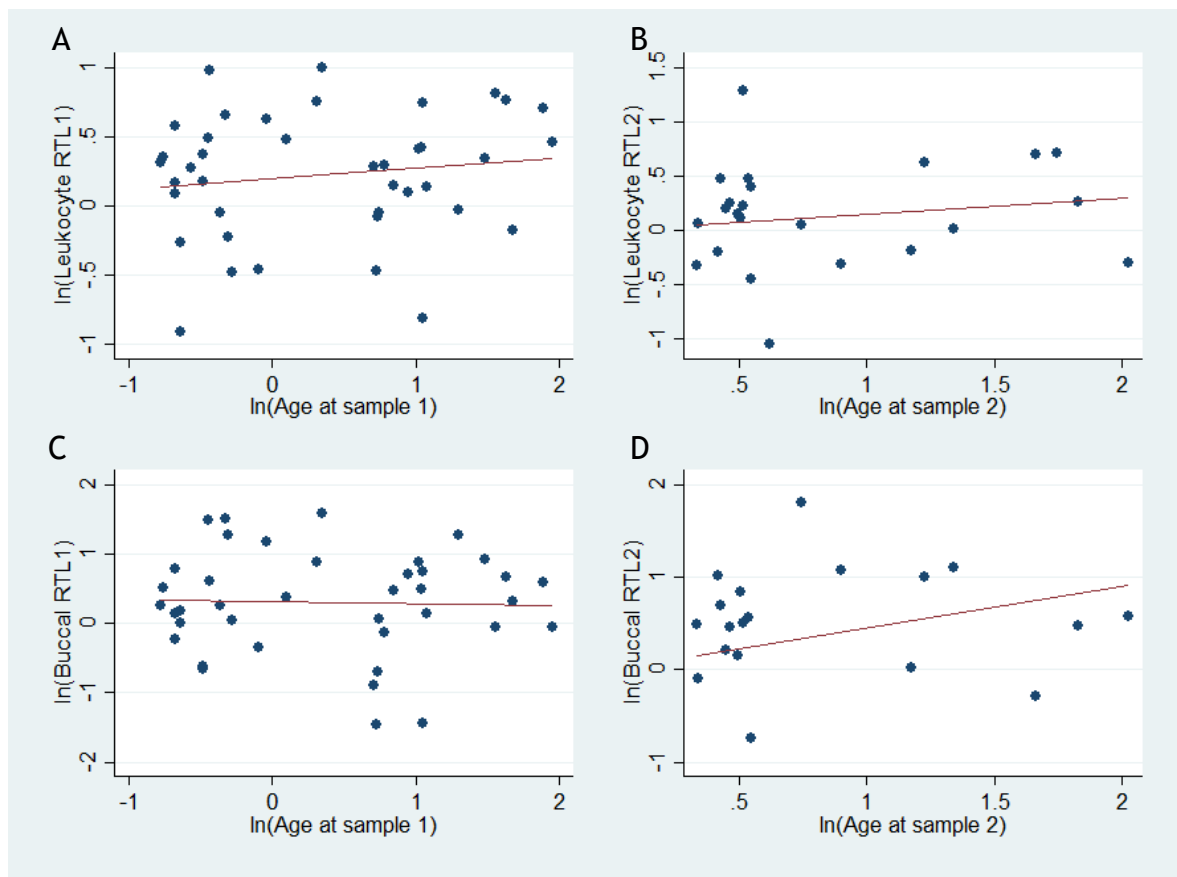 A
ln(Leukocyte RTL1)
1
.5
0
-.5
-1
-1 0 1 2
ln(Age at sample 1)
B
ln(Leukocyte RTL2)
1.5
1
.5
0
-.5
-1
.5 1 1.5 2
ln(Age at sample 2)
C
ln(Buccal RTL1)
2
1
0
-1
-2
-1 0 1 2
ln(Age at sample 1)
D
ln(Buccal RTL2)
2
1
0
-1
.5 1 1.5 2
ln(Age at sample 2)